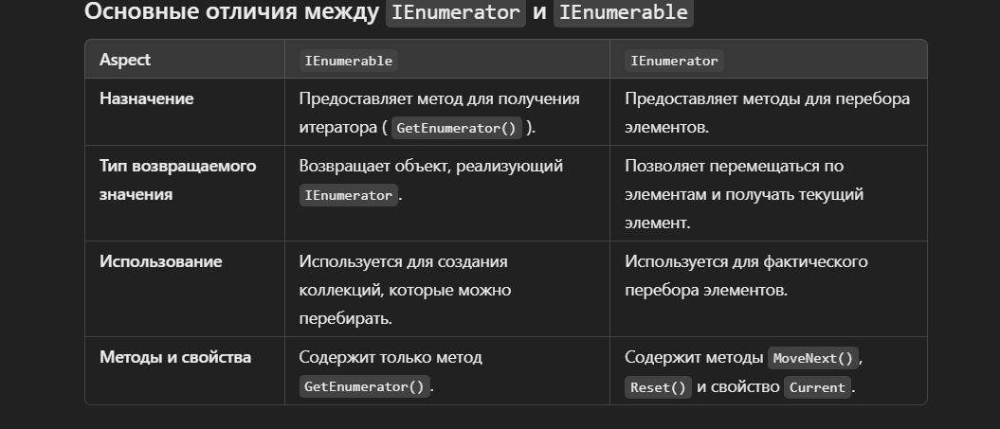 Основные отличия между IEnumerator и IEnumerable
Aspect IEnumerable IEnumerator
Назначение Предоставляет метод для получения Предоставляет методы для перебора
итератора ( GetEnumerator() ). элементов.
Тип возвращаемого Возвращает объект, реализующий Позволяет перемещаться по
значения IEnumerator. элементам и получать текущий
элемент.
Использование Используется для создания Используется для фактического
коллекций, которые можно перебора элементов.
перебирать.
Методы и свойства Содержит только метод Содержит методы MoveNext(),
GetEnumerator(). Reset() и свойство Current.